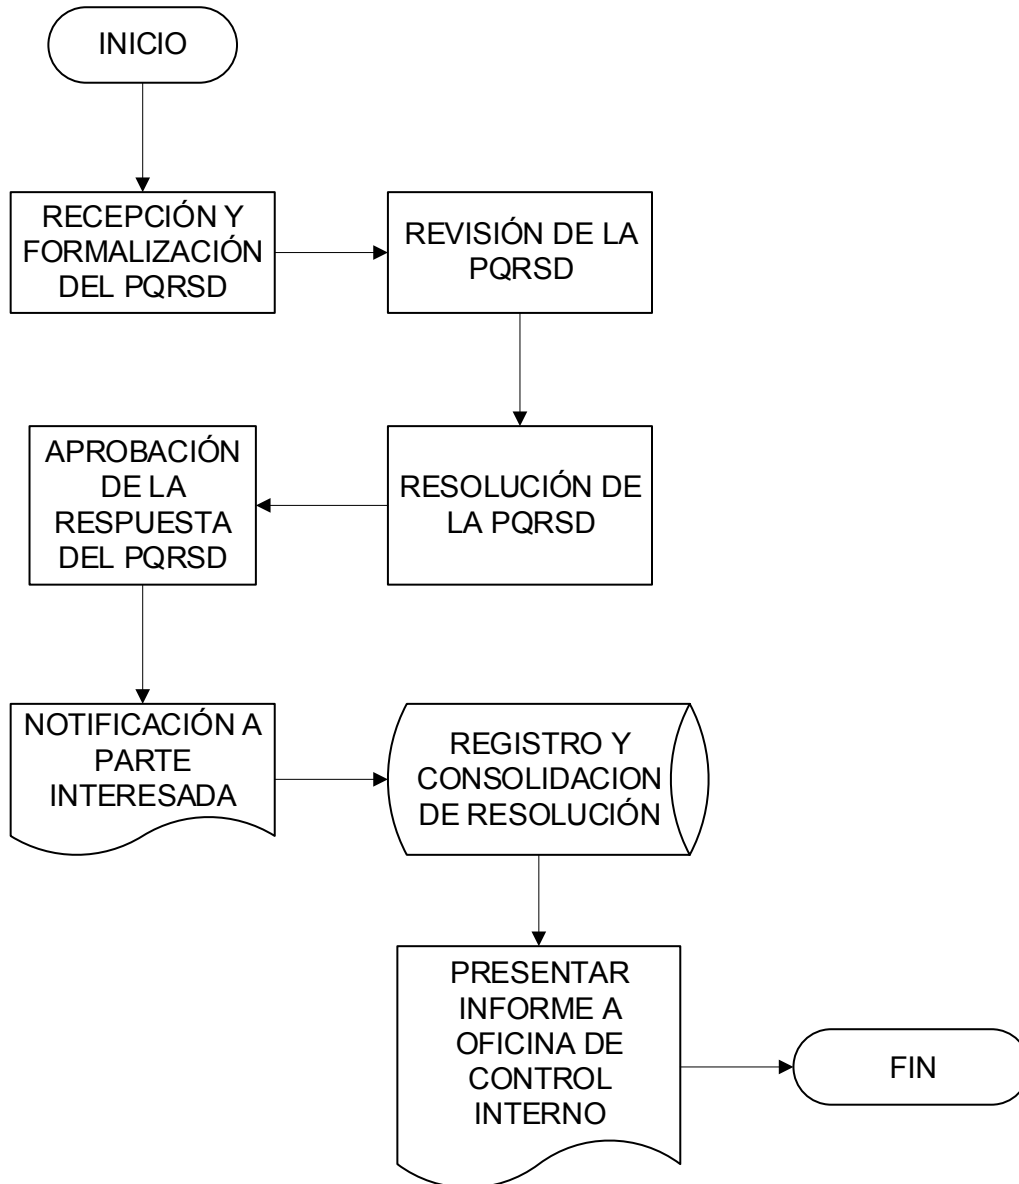 INICIO
RECEPCIÓN Y
FORMALIZACIÓN
DEL PQRSD
REVISIÓN DE LA
PQRSD
RESOLUCIÓN DE
LA PQRSD
APROBACIÓN
DE LA
RESPUESTA
DEL PQRSD
NOTIFICACIÓN A
PARTE
INTERESADA
REGISTRO Y
CONSOLIDACION
DE RESOLUCIÓN
PRESENTAR
INFORME A
OFICINA DE
CONTROL
INTERNO
FIN